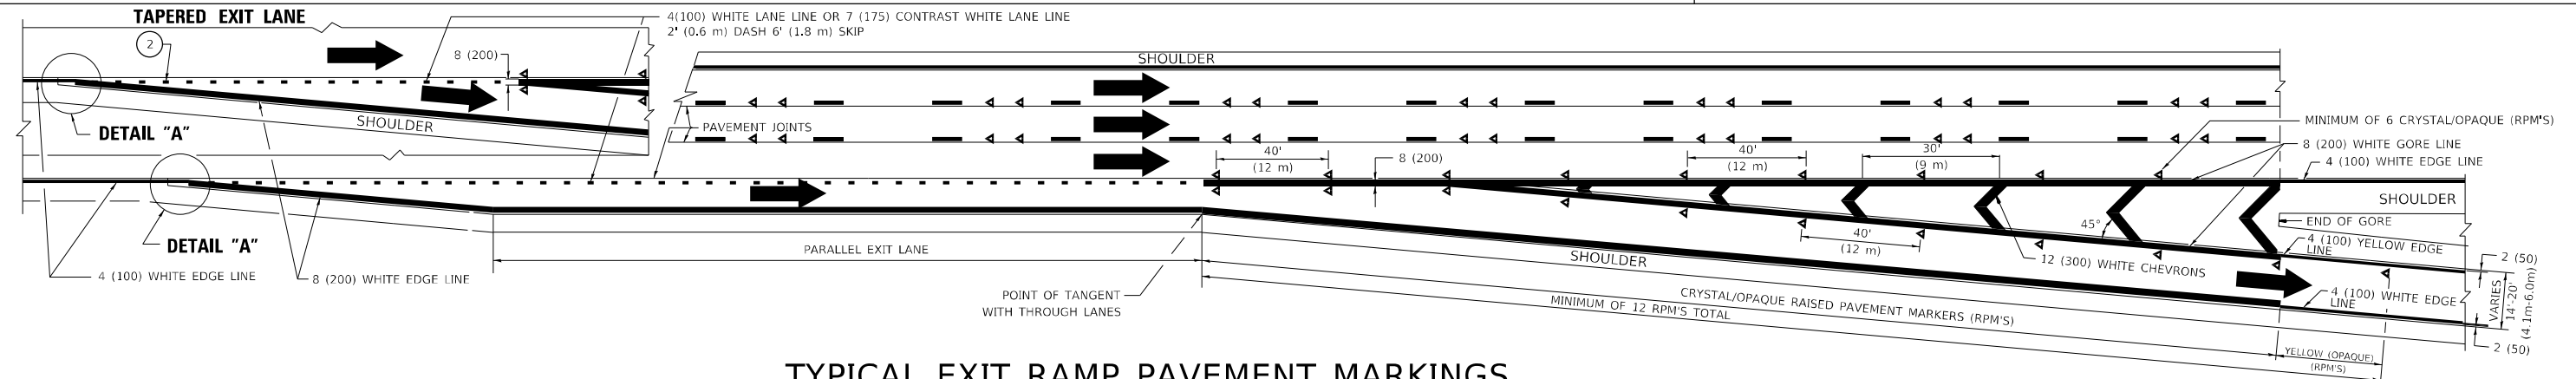 TAPERED EXIT LANE
2
8 (200)
4(100) WHITE LANE LINE OR 7 (175) CONTRAST WHITE LANE LINE
2' (0.6 m) DASH 6' (1.8 m) SKIP
SHOULDER
DETAIL "A"
SHOULDER
PAVEMENT JOINTS
40'
(12 m)
8 (200)
40'
(12 m)
30'
(9 m)
MINIMUM OF 6 CRYSTAL/OPAQUE (RPM'S)
8 (200) WHITE GORE LINE
4 (100) WHITE EDGE LINE
SHOULDER
45°
END OF GORE
DETAIL "A"
4 (100) WHITE EDGE LINE
8 (200) WHITE EDGE LINE
PARALLEL EXIT LANE
40'
(12 m)
4 (100) YELLOW EDGE
LINE
SHOULDER
12 (300) WHITE CHEVRONS
2 (50)
POINT OF TANGENT
WITH THROUGH LANES
CRYSTAL/OPAQUE RAISED PAVEMENT MARKERS (RPM'S)
MINIMUM OF 12 RPM'S TOTAL
4 (100) WHITE EDGE
LINE
VARIES
14'-20'
(4.1m-6.0m)
2 (50)
YELLOW (OPAQUE)
(RPM'S)
TYPICAL EXIT RAMP PAVEMENT MARKINGS